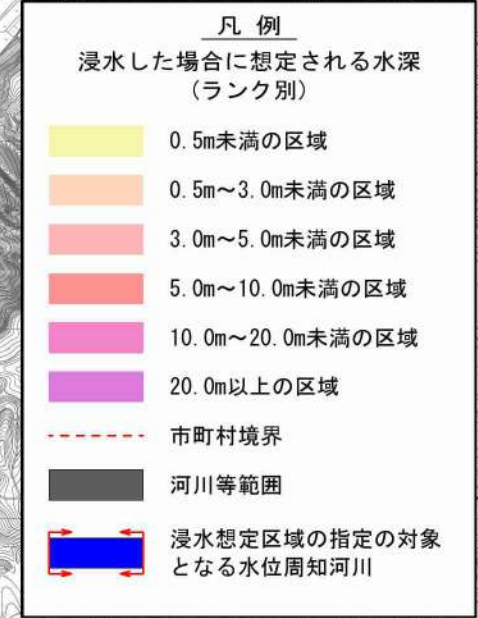 凡 例
浸水した場合に想定される水深
（ランク別）
0.5m未満の区域
0.5m～3.0m未満の区域
3.0m～5.0m未満の区域
5.0m～10.0m未満の区域
10.0m～20.0m未満の区域
20.0m以上の区域
市町村境界
河川等範囲
浸水想定区域の指定の対象
となる水位周知河川